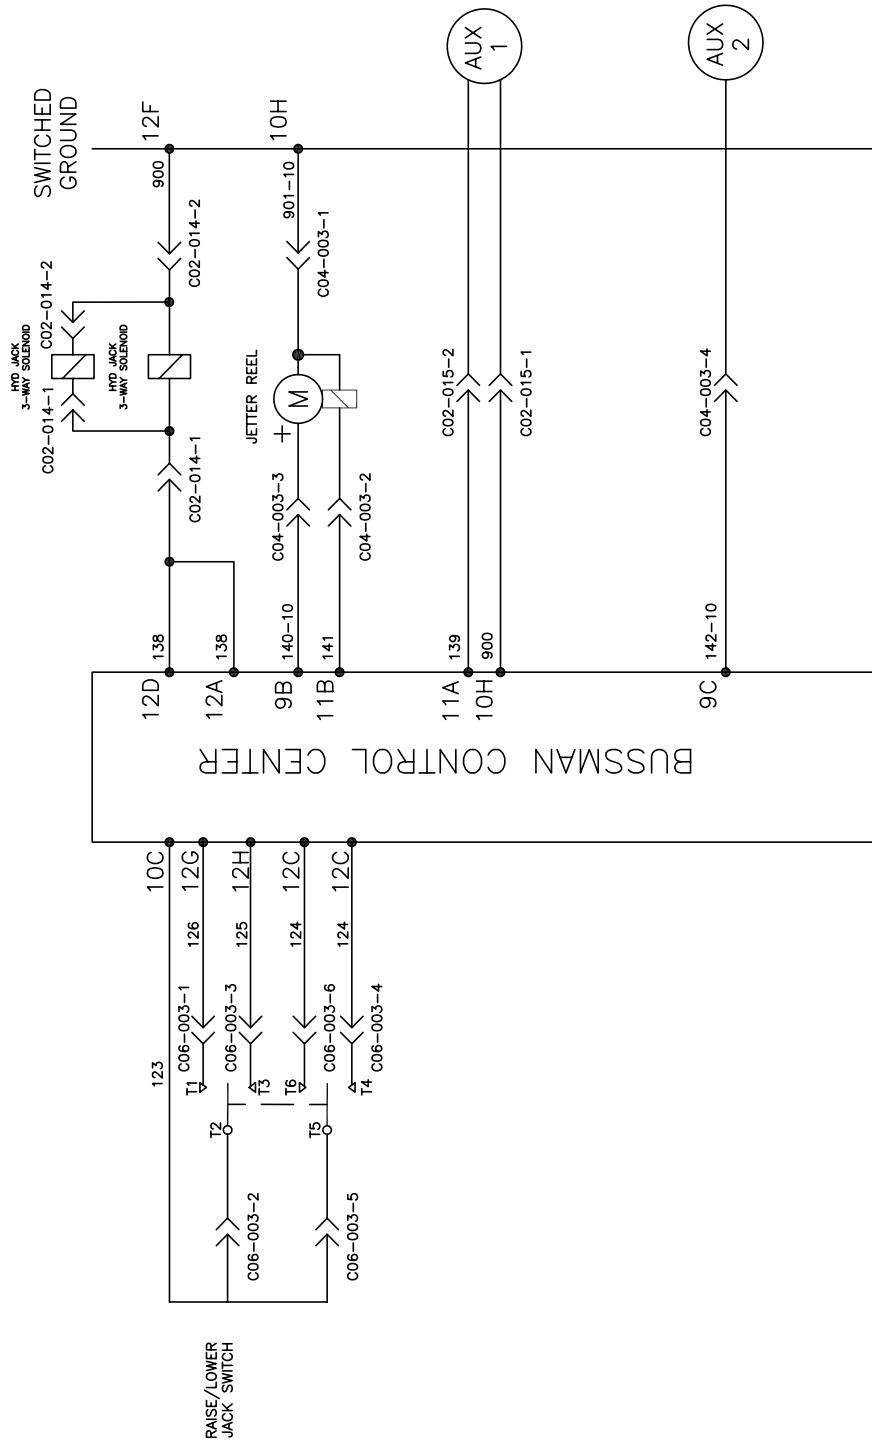 SWITCHED
GROUND
12F
10H
AUX
1
AUX
2
900
901-10
C02-014-2
C04-003-1
C02-014-2
HYD JACK
3-WAY SOLENOID
C02-014-1
HYD JACK
3-WAY SOLENOID
C02-014-1
JETTER REEL
M
+
C04-003-3
C04-003-2
C02-015-2
C02-015-1
C04-003-4
138
138
140-10
141
139
900
142-10
12D
12A
9B
11B
11A
10H
9C
BUSSMAN CONTROL CENTER
10C
12G
12H
12C
12C
123
126
125
124
124
C06-003-1
C06-003-3
C06-003-6
C06-003-4
T1
T3
T6
T4
T2
T5
C06-003-2
C06-003-5
RAISE/LOWER
JACK SWITCH